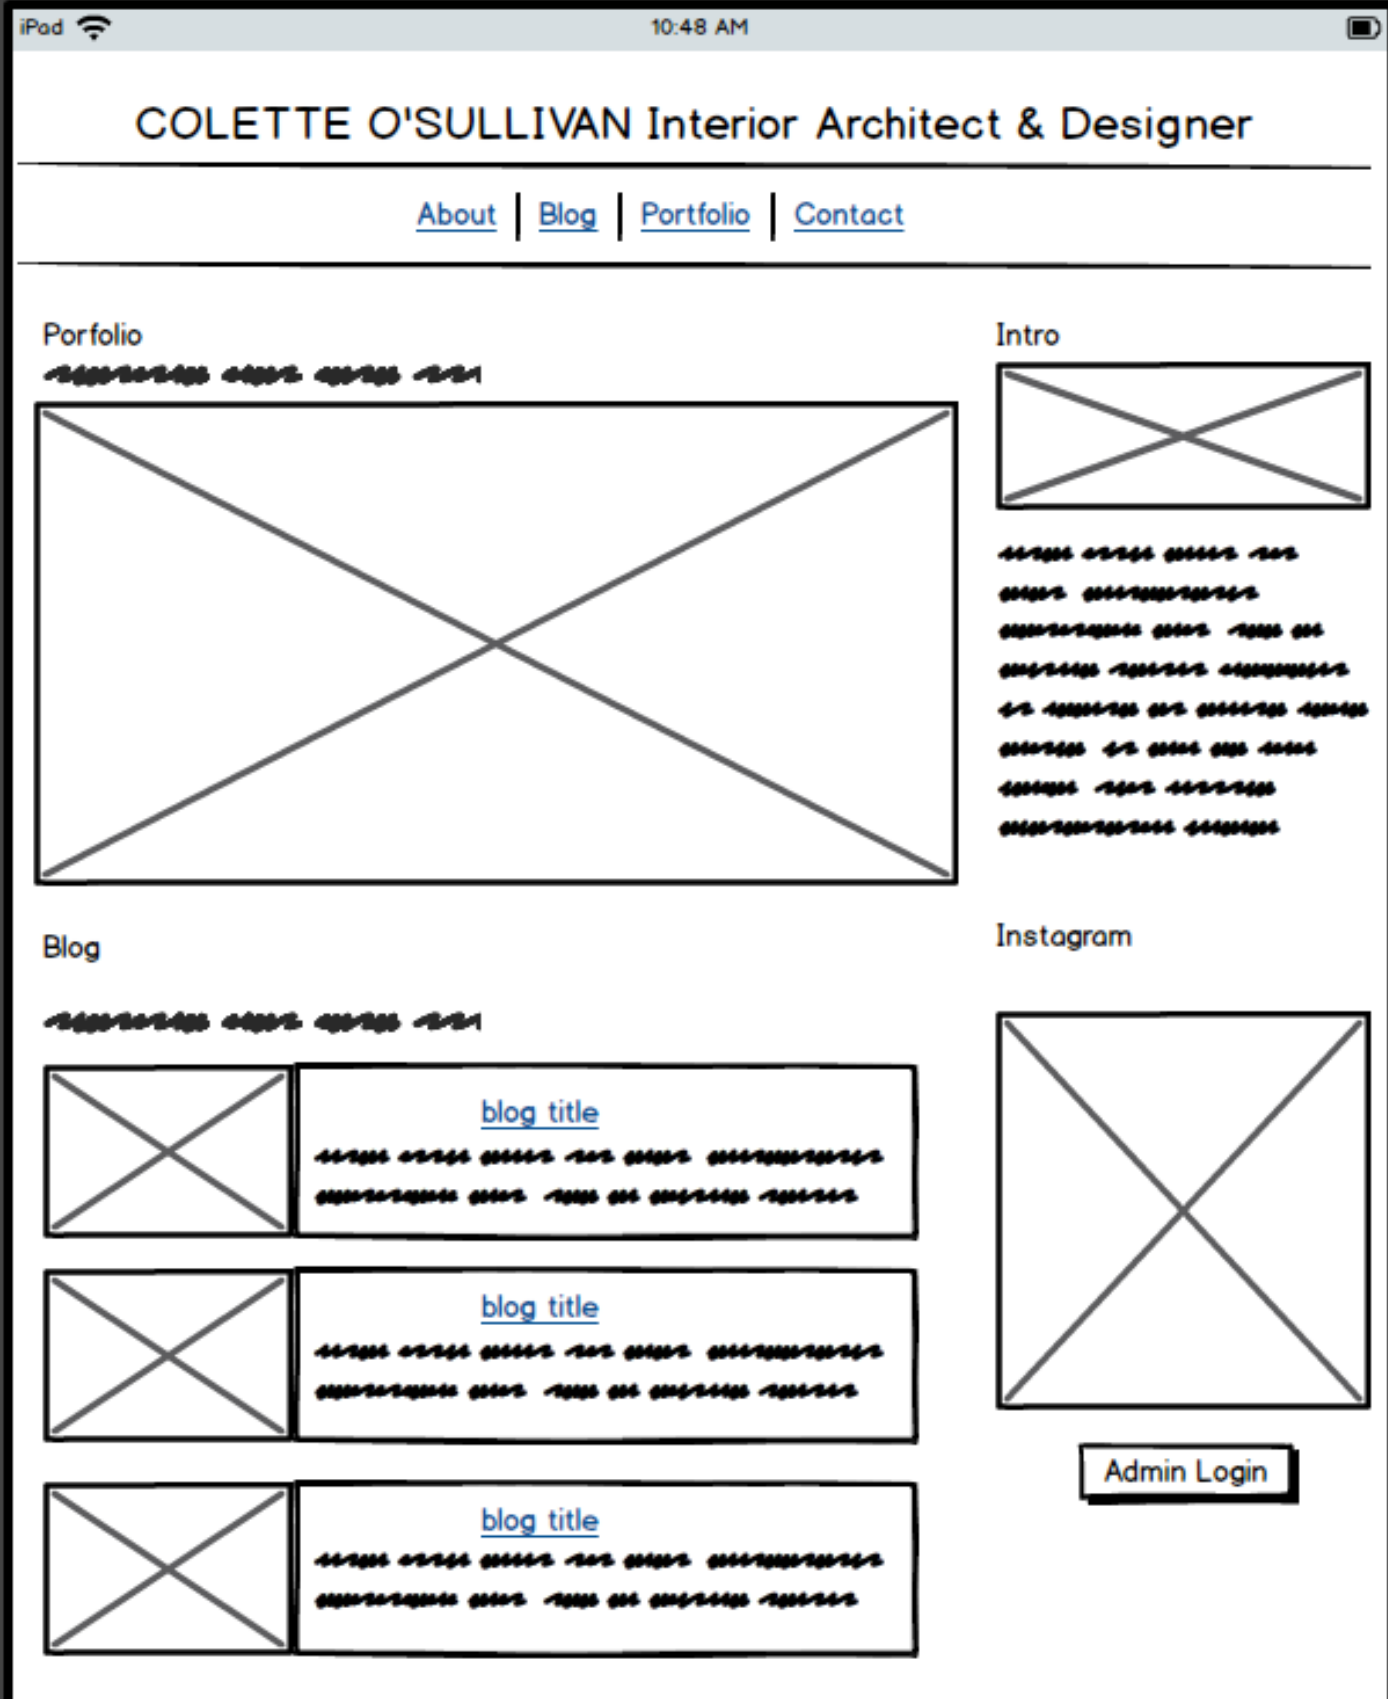 iPad 10:48 AM
COLETTE O'SULLIVAN Interior Architect & Designer
About Blog Portfolio Contact
Porfolio
Intro
Blog
Instagram
blog title
blog title
blog title
Admin Login